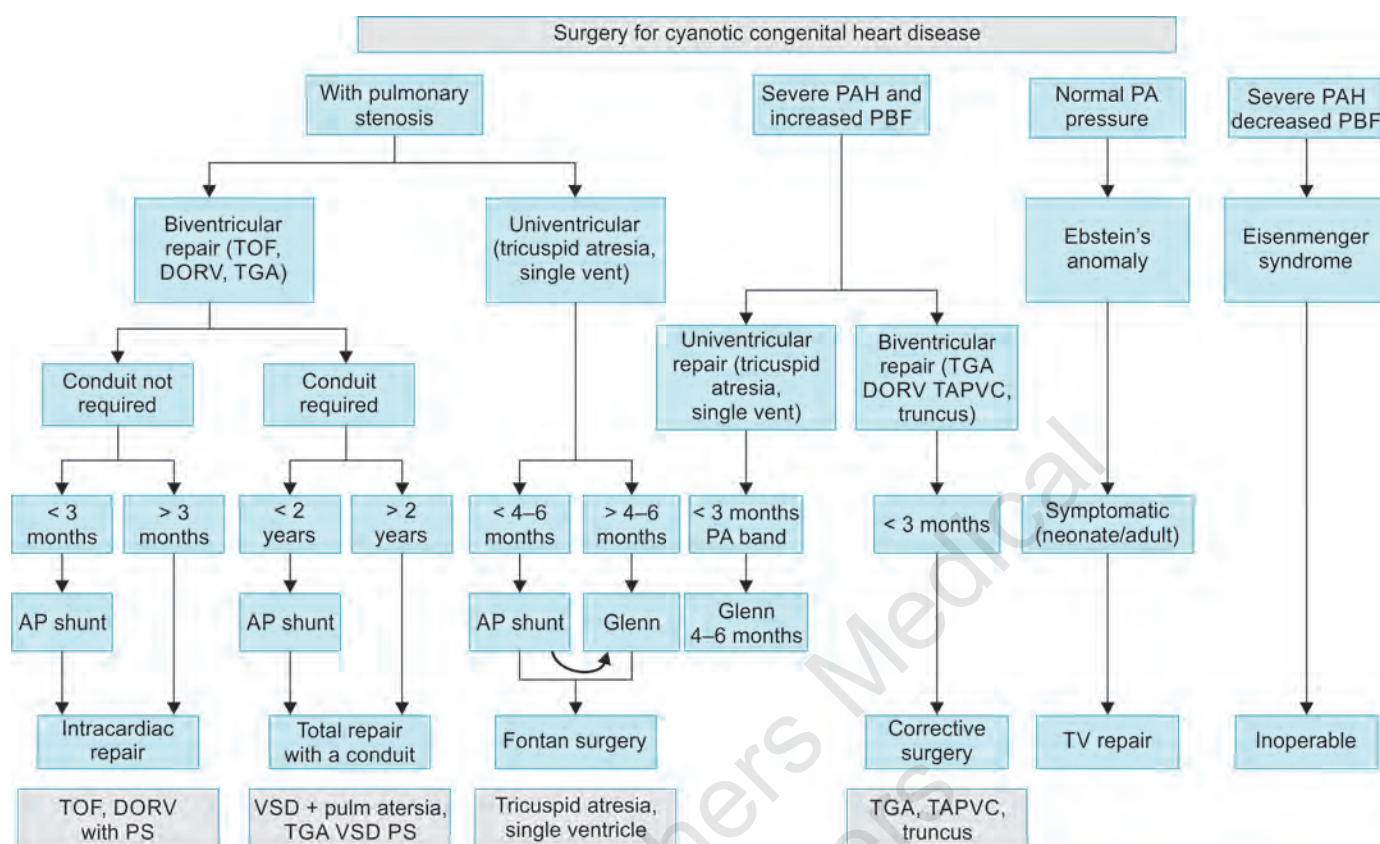 Surgery for cyanotic congenital heart disease
With pulmonary
stenosis
Severe PAH and
increased PBF
Normal PA
pressure
Severe PAH
decreased PBF
Biventricular
repair (TOF,
DORV, TGA)
Univentricular
(tricuspid atresia,
single vent)
Ebstein's
anomaly
Eisenmenger
syndrome
Univentricular
repair (tricuspid
atresia,
single vent)
Biventricular
repair (TGA
DORV TAPVC,
truncus)
Conduit not
required
Conduit
required
< 3
months
> 3
months
< 2
years
> 2
years
< 4–6
months
> 4–6
months
< 3 months
PA band
< 3 months
Symptomatic
(neonate/adult)
AP shunt
AP shunt
AP shunt
Glenn
Glenn
4–6 months
Intracardiac
repair
Total repair
with a conduit
Fontan surgery
Corrective
surgery
TV repair
Inoperable
TOF, DORV
with PS
VSD + pulm atersia,
TGA VSD PS
Tricuspid atresia,
single ventricle
TGA, TAPVC,
truncus
Medical